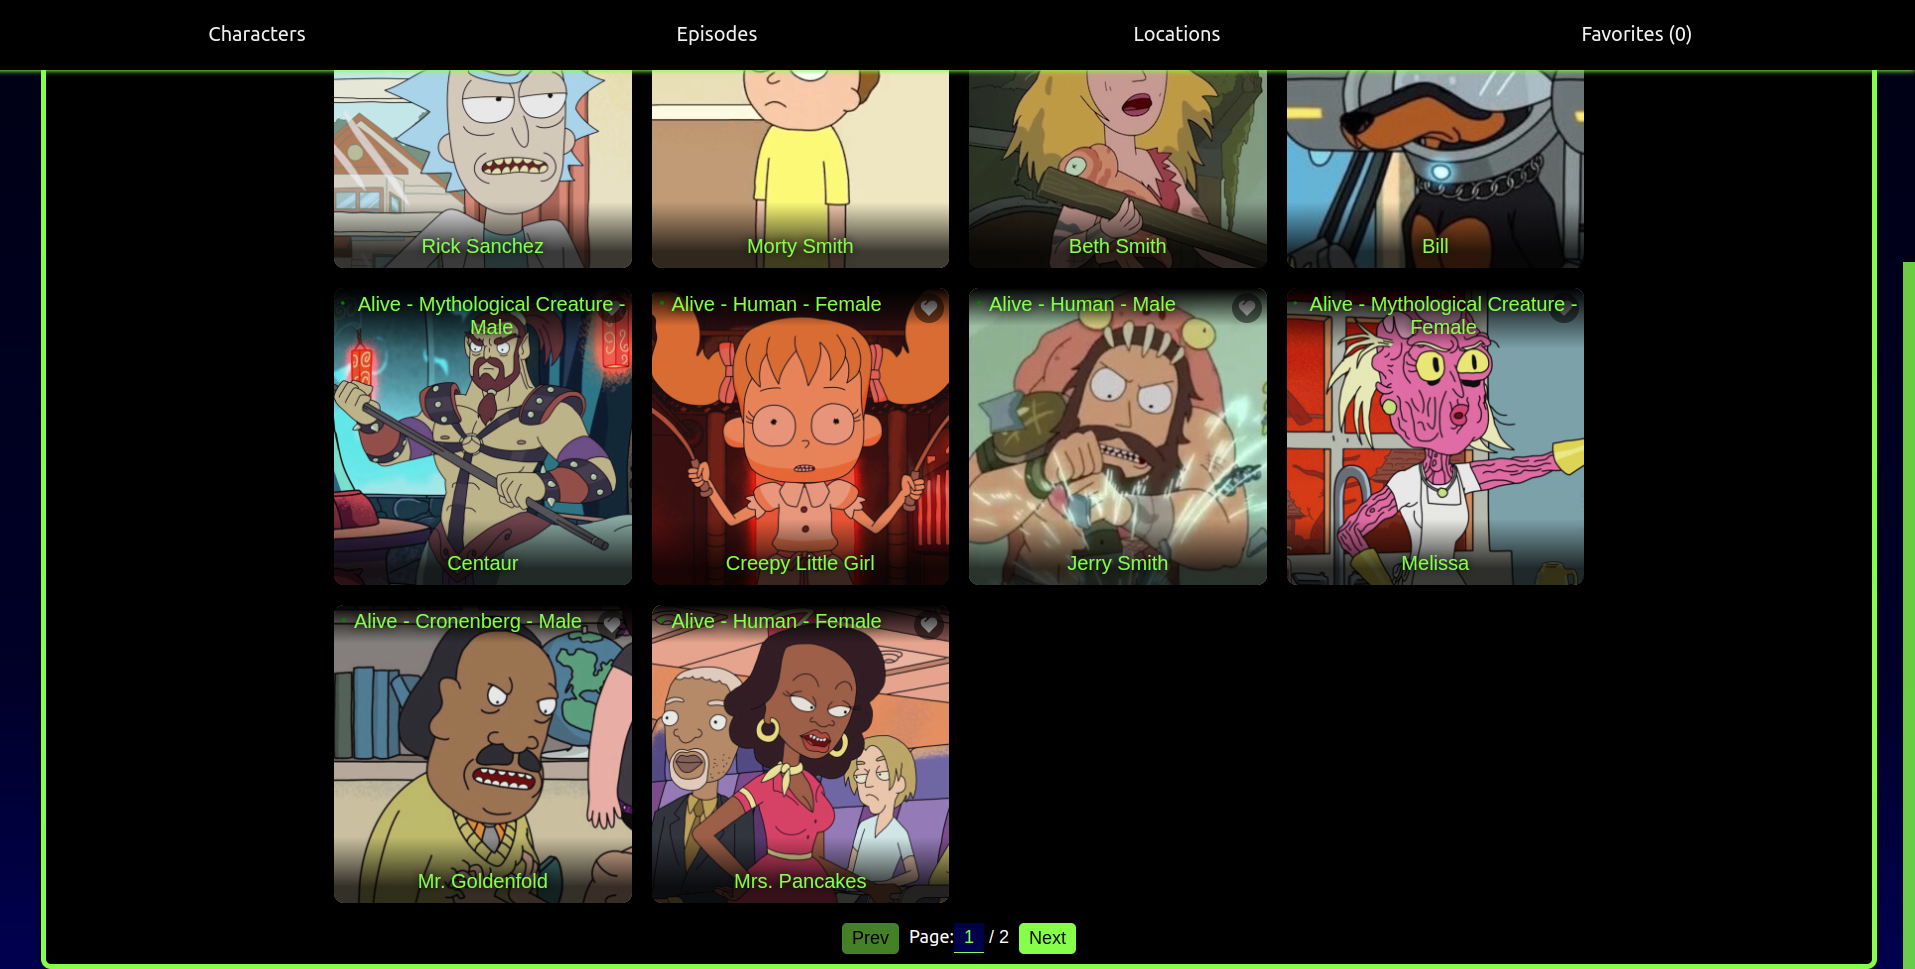 Characters
Episodes
Locations
Favorites (0)
Rick Sanchez
Morty Smith
Beth Smith
Bill
Alive - Mythological Creature -
Male
Alive - Human - Female
Alive - Human - Male
Alive - Mythological Creature -
Female
Centaur
Creepy Little Girl
Jerry Smith
Melissa
Alive - Cronenberg - Male
Alive - Human - Female
Mr. Goldenfold
Mrs. Pancakes
Prev Page: 1 / 2 Next